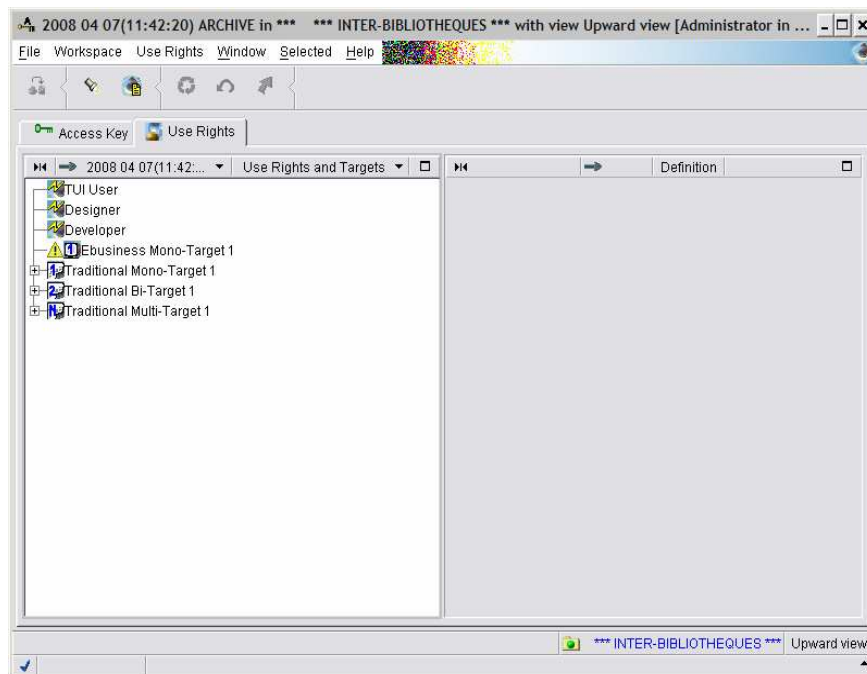 2008 04 07(11:42:20) ARCHIVE in *** *** INTER-BIBLIOTHEQUES *** with view Upward view [Administrator in ...
File Workspace Use Rights Window Selected Help
Access Key Use Rights
2008 04 07(11:42:... Use Rights and Targets Definition
TUI User
Designer
Developer
1 Ebusiness Mono-Target 1
1 Traditional Mono-Target 1
2 Traditional Bi-Target 1
N Traditional Multi-Target 1
*** INTER-BIBLIOTHEQUES *** Upward view